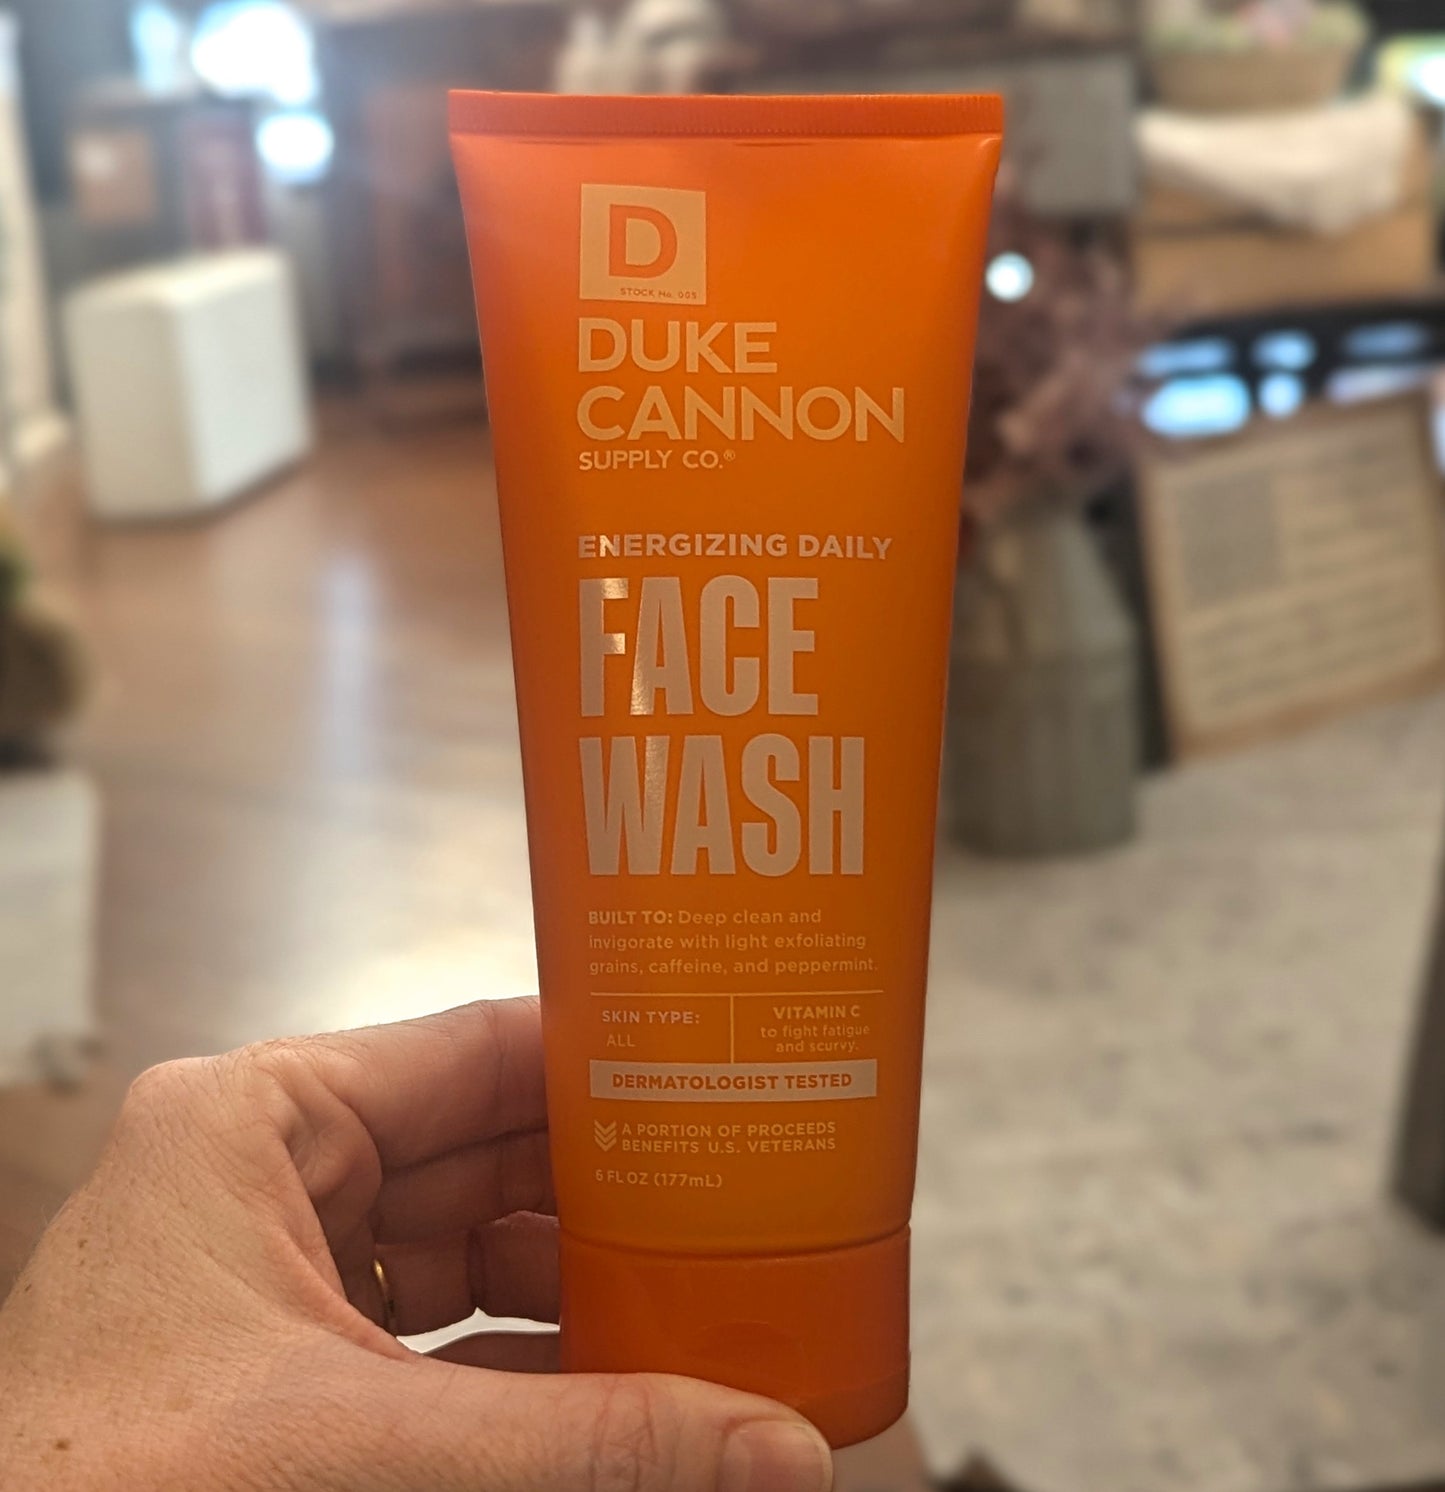 D
STOCK No. 005
DUKE
CANNON
SUPPLY CO.®
ENERGIZING DAILY
FACE
WASH
BUILT TO: Deep clean and
invigorate with light exfoliating
grains, caffeine, and peppermint.
SKIN TYPE:
ALL
VITAMIN C
to fight fatigue
and scurvy.
DERMATOLOGIST TESTED
A PORTION OF PROCEEDS
BENEFITS U.S. VETERANS
6 FL OZ (177mL)